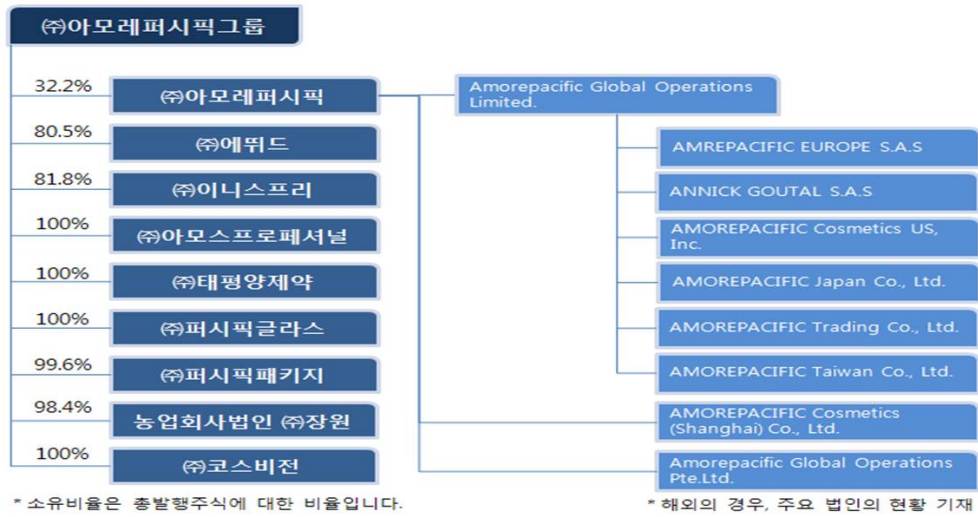 ㈜아모레퍼시픽그룹
32.2%
㈜아모레퍼시픽
80.5%
㈜에뛰드
81.8%
㈜이니스프리
100%
㈜아모스프로페셔널
100%
㈜태평양제약
100%
㈜퍼시픽글라스
99.6%
㈜퍼시픽패키지
98.4%
농업회사법인 ㈜장원
100%
㈜코스비전
Amorepacific Global Operations
Limited.
AMREPACIFIC EUROPE S.A.S
ANNICK GOUTAL S.A.S
AMOREPACIFIC Cosmetics US,
Inc.
AMOREPACIFIC Japan Co., Ltd.
AMOREPACIFIC Trading Co., Ltd.
AMOREPACIFIC Taiwan Co., Ltd.
AMOREPACIFIC Cosmetics
(Shanghai) Co., Ltd.
Amorepacific Global Operations
Pte.Ltd.
* 소유비율은 총발행주식에 대한 비율입니다.
* 해외의 경우, 주요 법인의 현황 기재